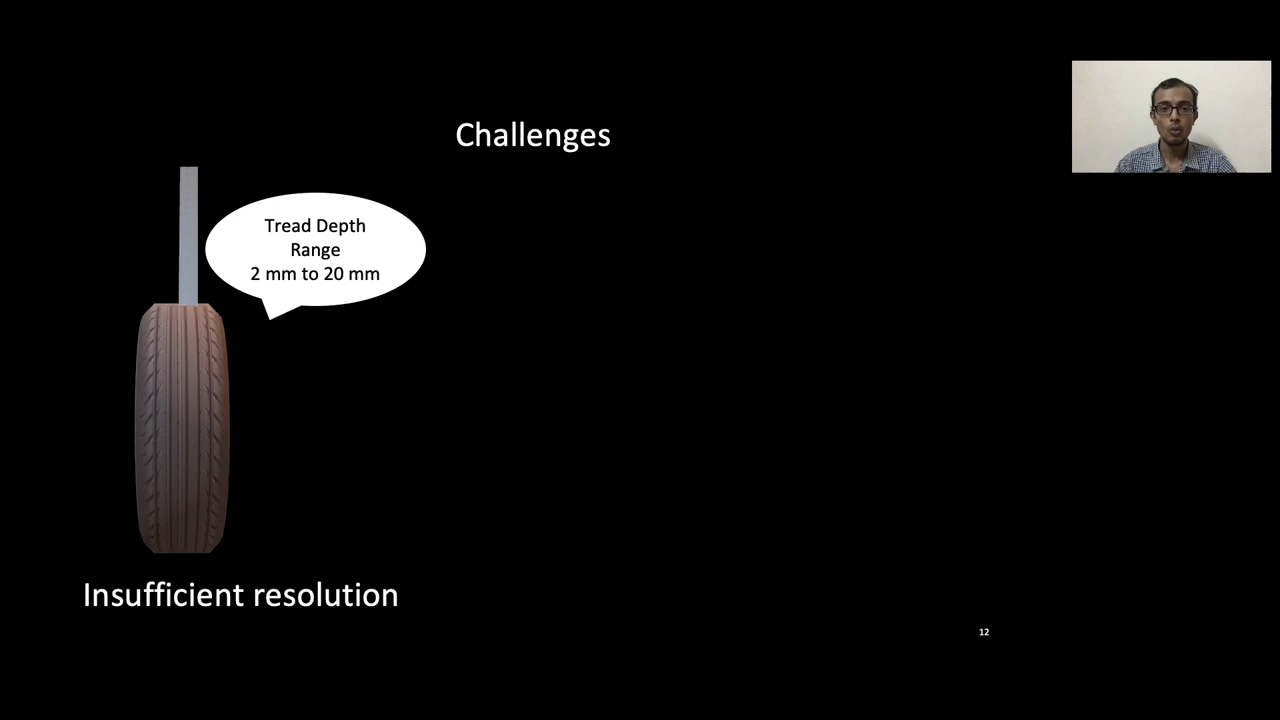 Challenges
Tread Depth
Range
2 mm to 20 mm
Insufficient resolution
12